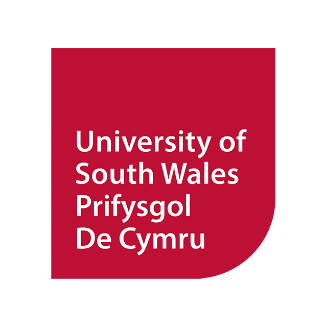 University of
South Wales
Prifysgol
De Cymru